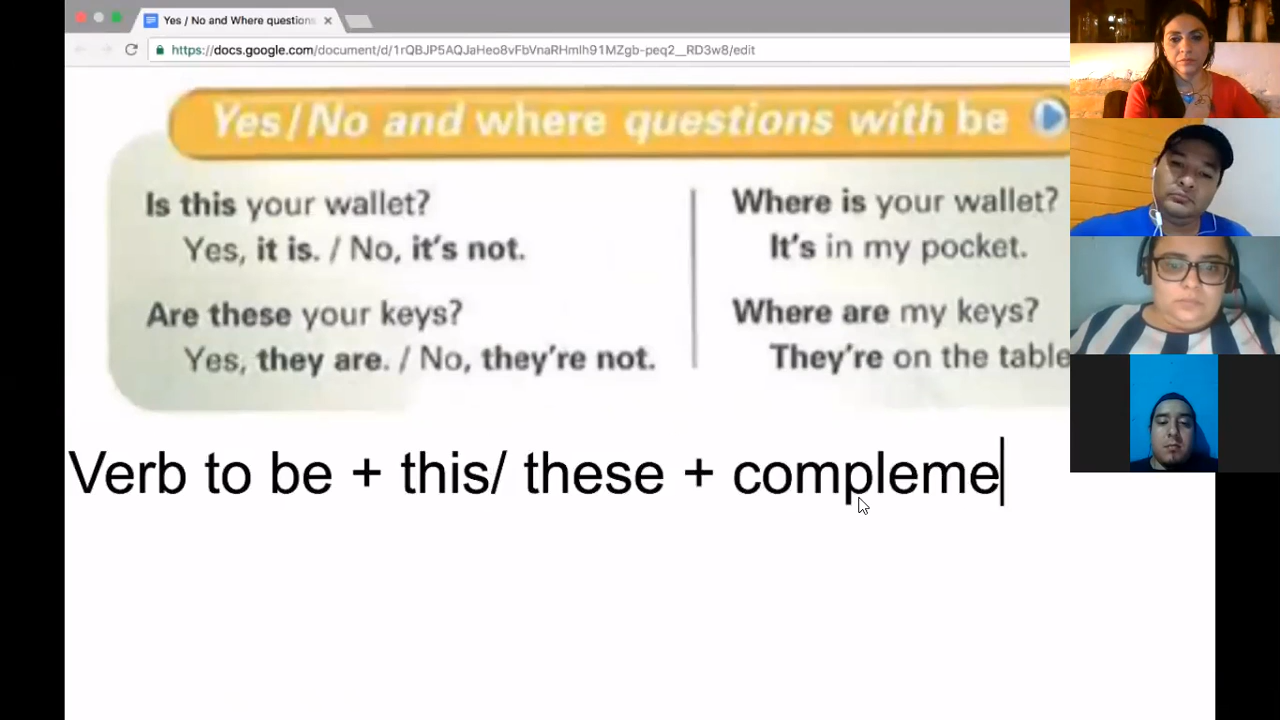 Yes / No and Where questions
https://docs.google.com/document/d/1rQBJP5AQJaHeo8vFbVnaRHmlh91MZgb-peq2__RD3w8/edit
Yes/No and where questions with be
Is this your wallet?
Yes, it is. / No, it's not.
Are these your keys?
Yes, they are. / No, they're not.
Where is your wallet?
It's in my pocket.
Where are my keys?
They're on the table
Verb to be + this/ these + compleme